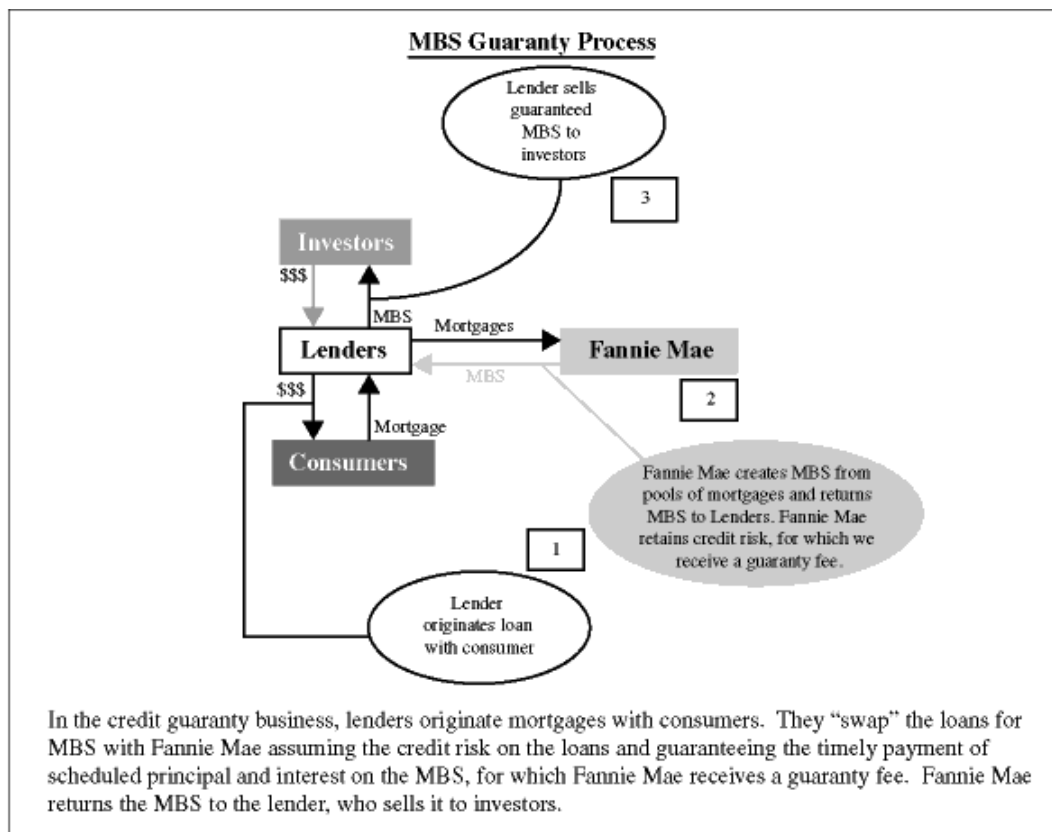 MBS Guaranty Process
Lender sells
guaranteed
MBS to
investors
3
Investors
$$$
MBS
Mortgages
Lenders
Fannie Mae
MBS
2
$$$
Mortgage
Consumers
Fannie Mae creates MBS from
pools of mortgages and returns
MBS to Lenders. Fannie Mae
retains credit risk, for which we
receive a guaranty fee.
1
Lender
originates loan
with consumer
In the credit guaranty business, lenders originate mortgages with consumers.  They “swap” the loans for
MBS with Fannie Mae assuming the credit risk on the loans and guaranteeing the timely payment of
scheduled principal and interest on the MBS, for which Fannie Mae receives a guaranty fee.  Fannie Mae
returns the MBS to the lender, who sells it to investors.